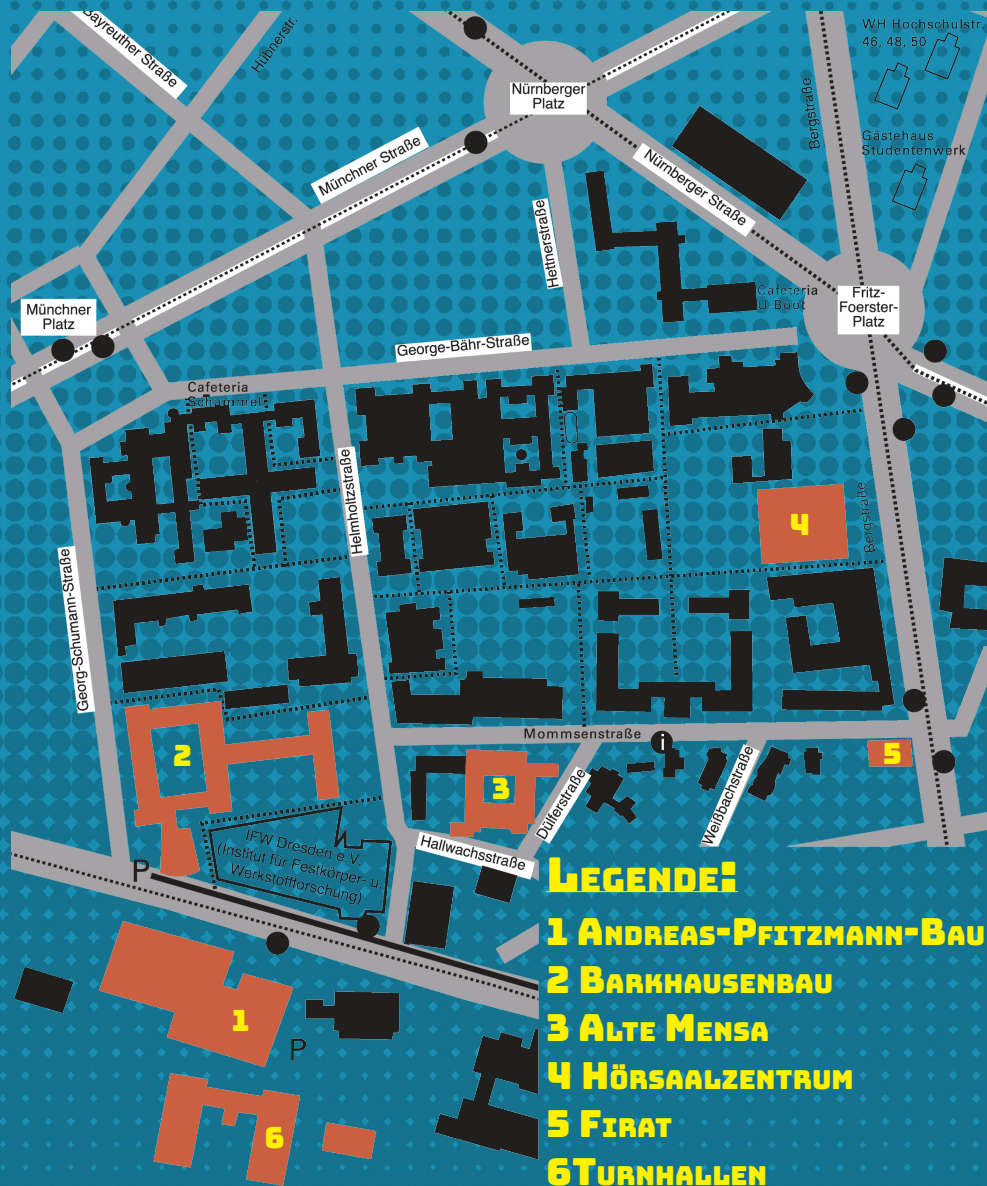 Bayreuther Straße
Hübnerstr.
WH Hochschulstr.
46, 48, 50
Nürnberger
Platz
Bergstraße
Gästehaus
Studentenwerk
Münchner Straße
Nürnberger Straße
Hettnerstraße
Cafeteria
U Boot
Fritz-
Foerster-
Platz
Münchner
Platz
George-Bähr-Straße
Cafeteria
Schummel
Helmholtzstraße
4
Bergstraße
Georg-Schumann-Straße
Mommsenstraße
i
2
5
3
Dülferstraße
Weißbachstraße
Hallwachsstraße
IFW Dresden e.V.
(Institut für Festkörper- u.
Werkstoffforschung)
P
1
P
6
Legende:
1 Andreas-Pfitzmann-Bau
2 Barkhausenbau
3 Alte Mensa
4 Hörsaalzentrum
5 Firat
6Turnhallen